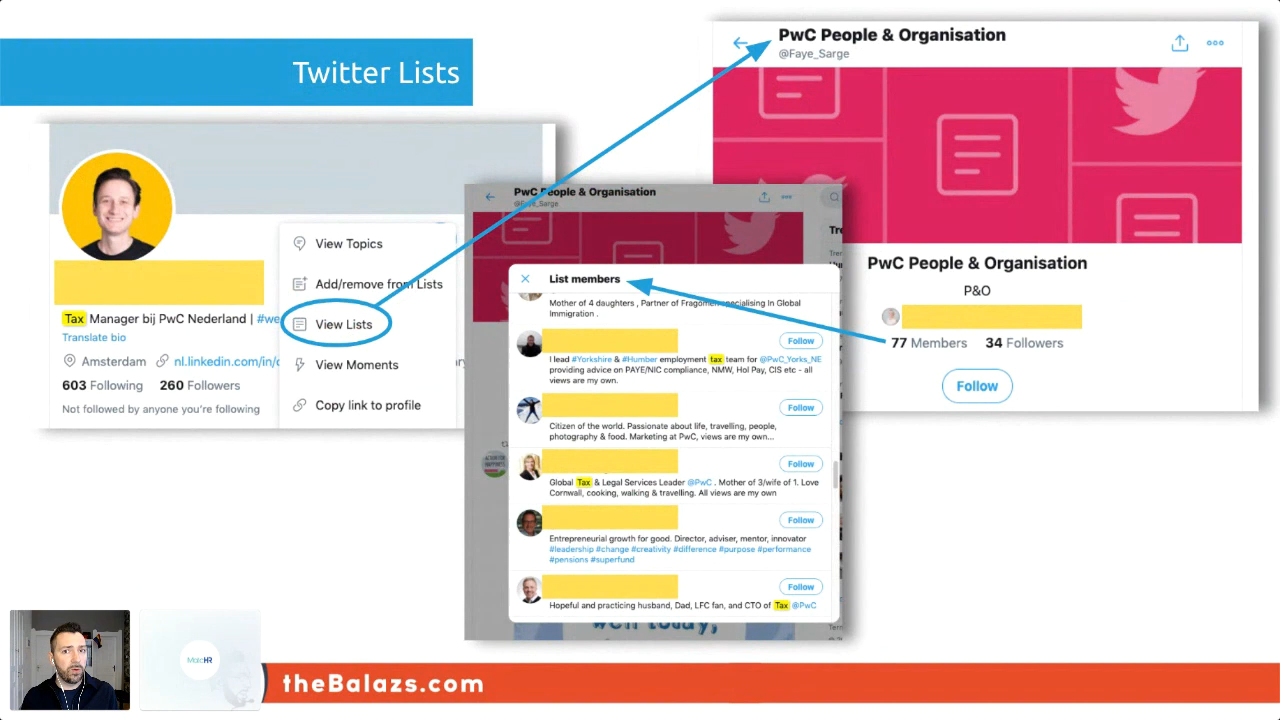 Twitter Lists
Tax Manager bij PwC Nederland | #we
Translate bio
Amsterdam nl.linkedin.com/in/
603 Following 260 Followers
Not followed by anyone you're following
View Topics
Add/remove from Lists
View Lists
View Moments
Copy link to profile
PwC People & Organisation
@Faye_Sarge
List members
Mother of 4 daughters , Partner of Fragomen specialising In Global
Immigration .
Follow
I lead #Yorkshire & #Humber employment tax team for @PwC_Yorks_NE
providing advice on PAYE/NIC compliance, NMW, Hol Pay, CIS etc - all
views are my own.
Follow
Citizen of the world. Passionate about life, travelling, people,
photography & food. Marketing at PwC, views are my own...
Follow
Global Tax & Legal Services Leader @PwC . Mother of 3/wife of 1. Love
Cornwall, cooking, walking & travelling. All views are my own
Follow
Entrepreneurial growth for good. Director, adviser, mentor, innovator
#leadership #change #creativity #difference #purpose #performance
#pensions #superfund
Follow
Hopeful and practicing husband, Dad, LFC fan, and CTO of Tax @PwC
well today,
PwC People & Organisation
@Faye_Sarge
PwC People & Organisation
P&O
77 Members 34 Followers
Follow
MatcHR
theBalazs.com